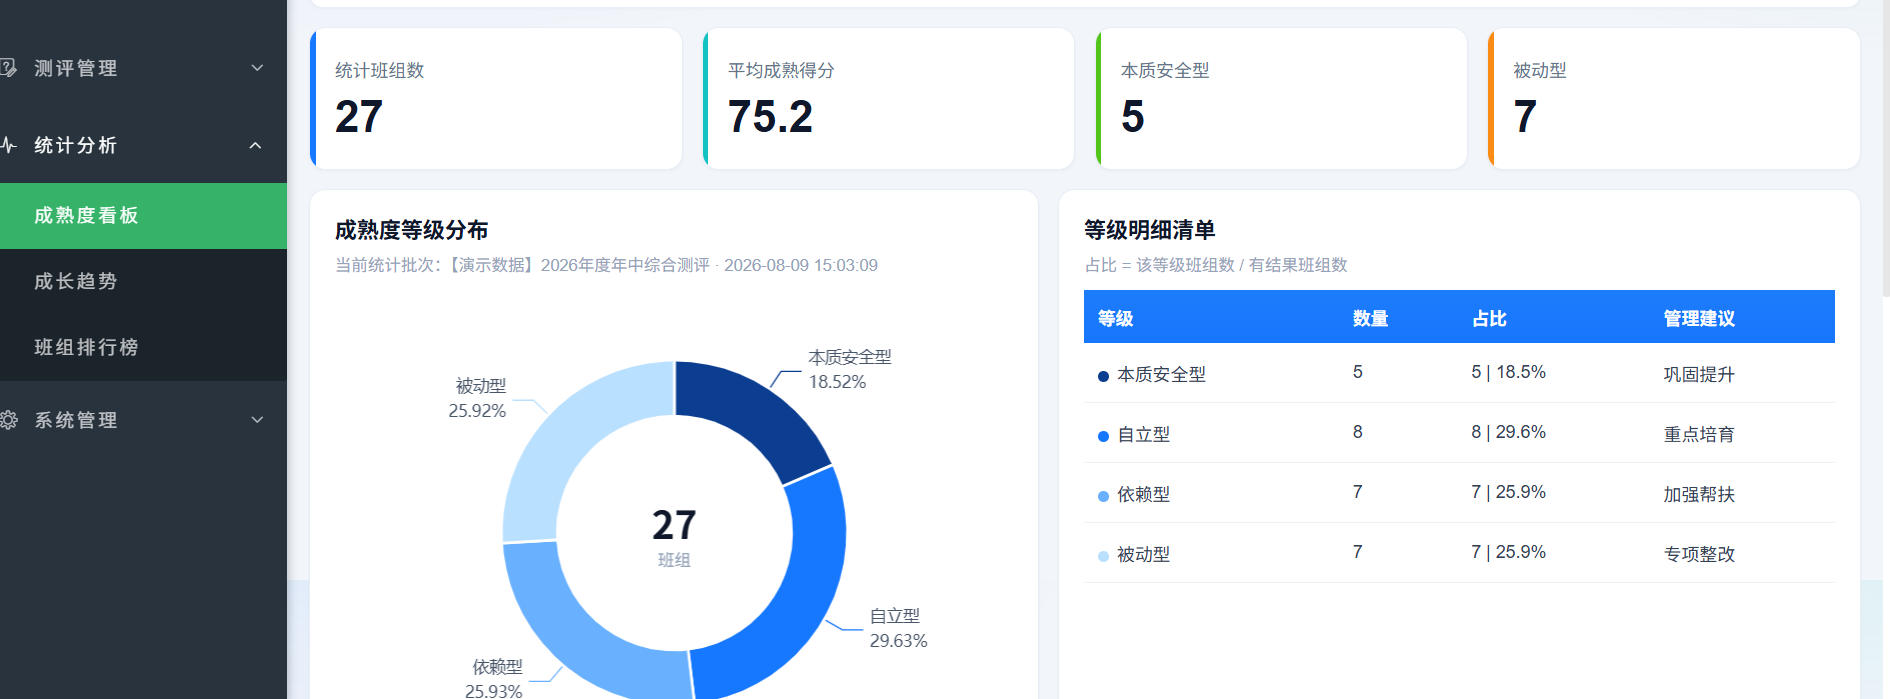 测评管理
统计分析
成熟度看板
成长趋势
班组排行榜
系统管理
统计班组数
27
平均成熟得分
75.2
本质安全型
5
被动型
7
成熟度等级分布
当前统计批次：【演示数据】2026年度年中综合测评 · 2026-08-09 15:03:09
本质安全型
18.52%
被动型
25.92%
27
班组
自立型
29.63%
依赖型
25.93%
等级明细清单
占比 = 该等级班组数 / 有结果班组数
等级 数量 占比 管理建议
本质安全型 5 5 | 18.5% 巩固提升
自立型 8 8 | 29.6% 重点培育
依赖型 7 7 | 25.9% 加强帮扶
被动型 7 7 | 25.9% 专项整改